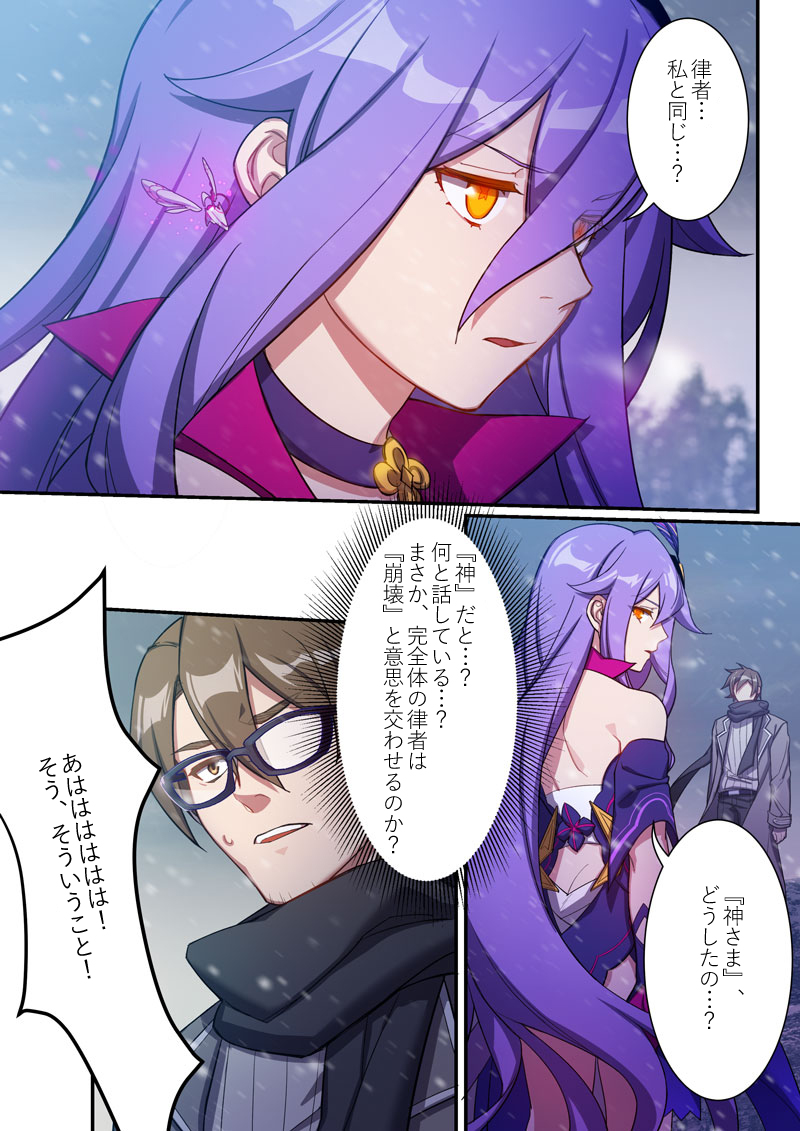 律者…
私と同じ…？
『神さま』、
どうしたの…？
『神』だと…？
何と話している…？
まさか、完全体の律者は
『崩壊』と意思を交わせるのか？
あはははははは！
そう、そういうこと！